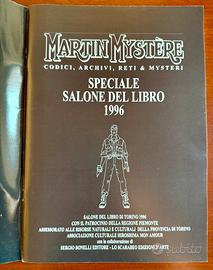 MARTIN MYSTÈRE
CODICI, ARCHIVI, RETI & MYSTERI
SPECIALE
SALONE DEL LIBRO
1996
SALONE DEL LIBRO DI TORINO 1996
CON IL PATROCINIO DELLA REGIONE PIEMONTE
ASSESSORATO ALLE RISORSE NATURALI E CULTURALI DELLA PROVINCIA DI TORINO
ASSOCIAZIONE CULTURALE HIROSHIMA MON AMOUR
con la collaborazione di
SERGIO BONELLI EDITORE - LO SCARABEO EDIZIONI D'ARTE
subito